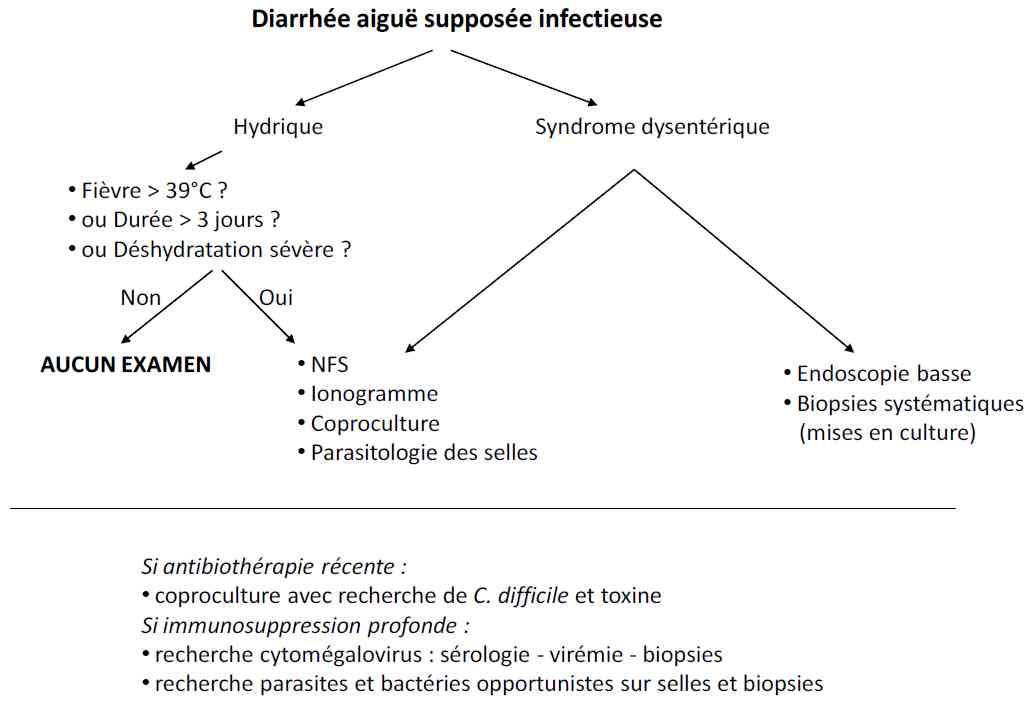 Diarrhée aiguë supposée infectieuse
Hydrique
Syndrome dysentérique
• Fièvre > 39°C ?
• ou Durée > 3 jours ?
• ou Déshydratation sévère ?
Non
Oui
AUCUN EXAMEN
• NFS
• Ionogramme
• Coproculture
• Parasitologie des selles
• Endoscopie basse
• Biopsies systématiques
(mises en culture)
Si antibiothérapie récente :
• coproculture avec recherche de C. difficile et toxine
Si immunosuppression profonde :
• recherche cytomégalovirus : sérologie - virémie - biopsies
• recherche parasites et bactéries opportunistes sur selles et biopsies